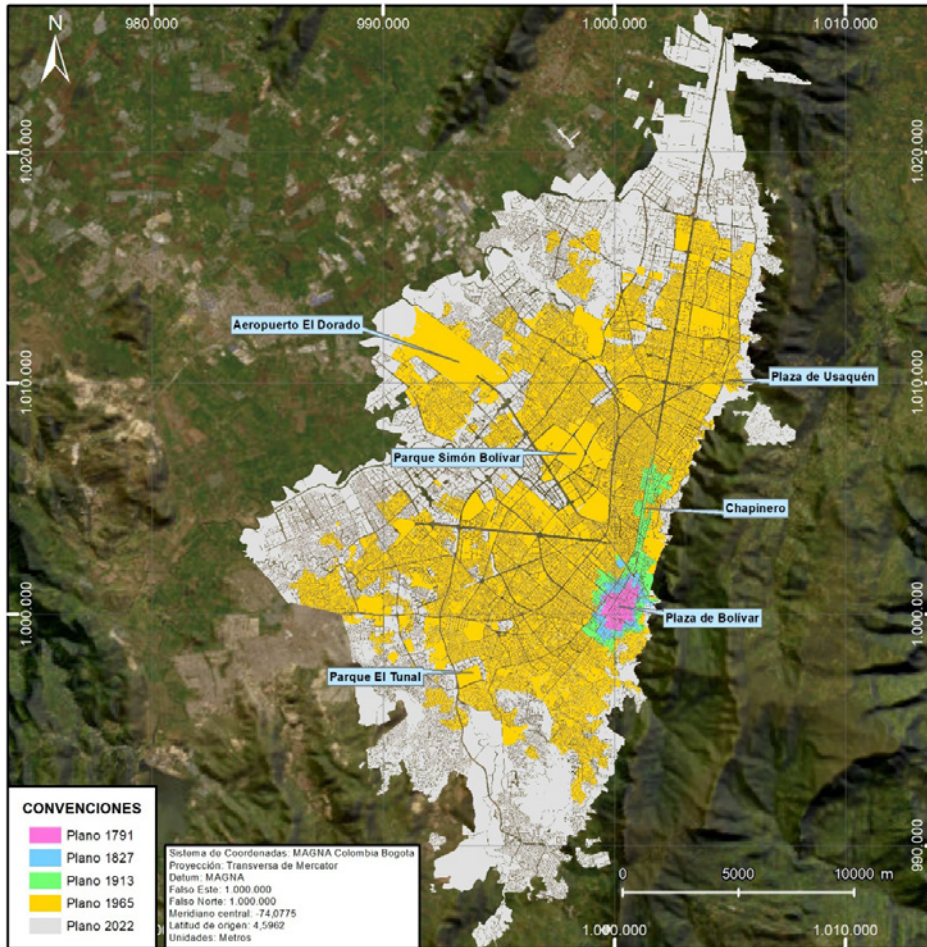 980.000
990.000
1.000.000
1.010.000
N
1.020.000
1.020.000
Aeropuerto El Dorado
1.010.000
Plaza de Usaquén
1.010.000
Parque Simón Bolívar
Chapinero
1.000.000
Plaza de Bolívar
1.000.000
Parque El Tunal
CONVENCIONES
Plano 1791
Plano 1827
Plano 1913
Plano 1965
Plano 2022
Sistema de Coordenadas: MAGNA Colombia Bogota
Proyección: Transversa de Mercator
Datum: MAGNA
Falso Este: 1.000.000
Falso Norte: 1.000.000
Meridiano central: -74,0775
Latitud de origen: 4,5962
Unidades: Metros
990.000
0
5000
10000 m
1.000.000
1.010.000